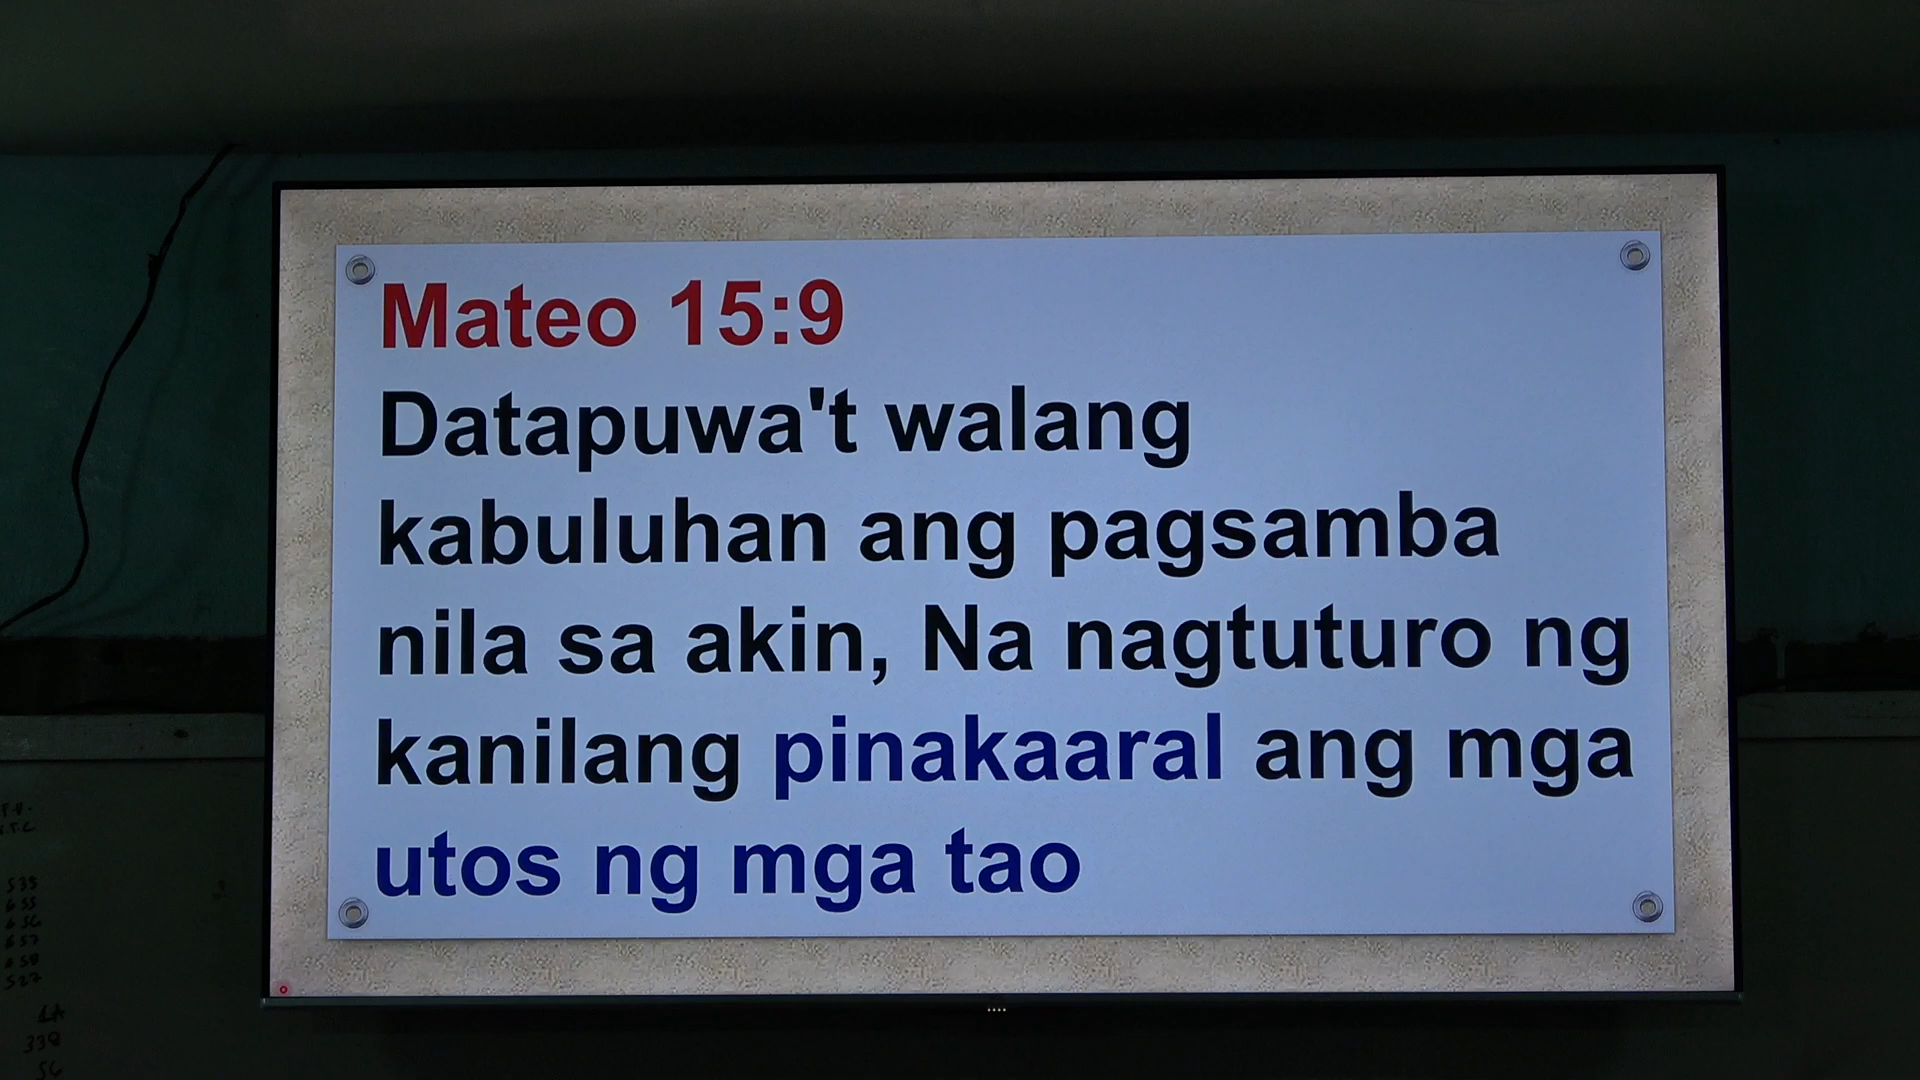 Mateo 15:9
Datapuwa't walang
kabuluhan ang pagsamba
nila sa akin, Na nagtuturo ng
kanilang pinakaaral ang mga
utos ng mga tao